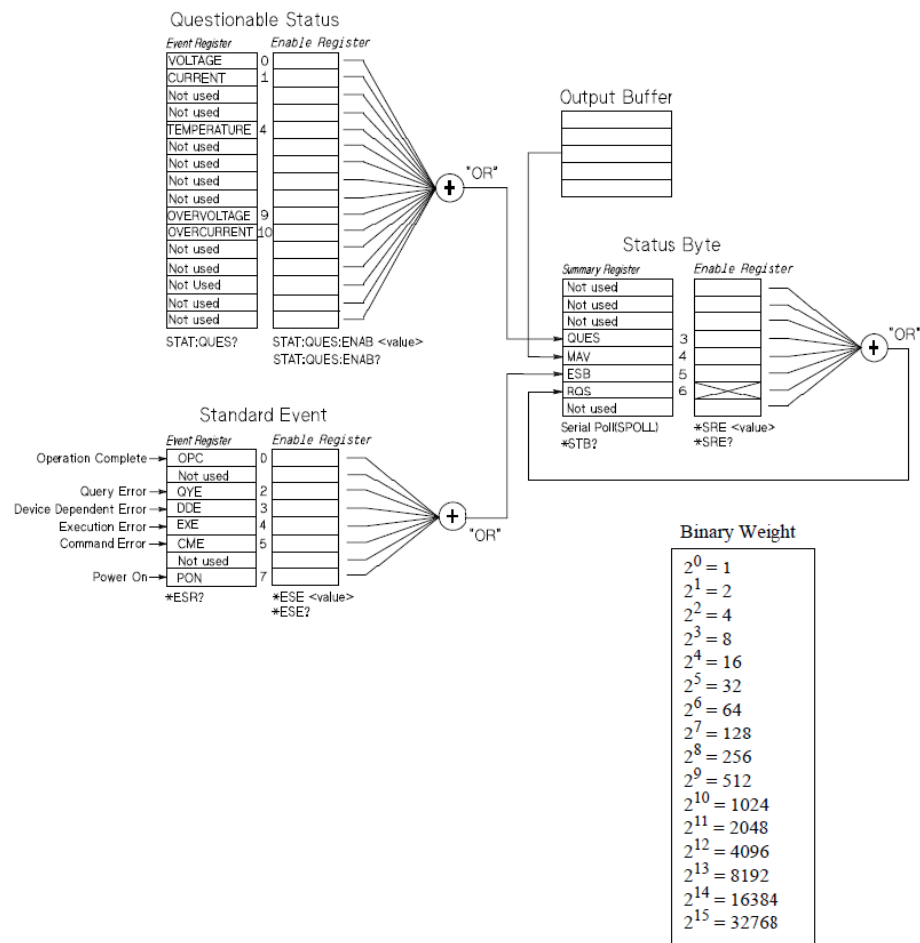 Questionable Status
Event Register Enable Register
VOLTAGE 0
CURRENT 1
Not used
Not used
TEMPERATURE 4
Not used
Not used
Not used
Not used
OVERVOLTAGE 9
OVERCURRENT 10
Not used
Not used
Not Used
Not used
Not used
STAT:QUES?
STAT:QUES:ENAB <value>
STAT:QUES:ENAB?
+
"OR"
Output Buffer
Status Byte
Summary Register Enable Register
Not used
Not used
Not used
QUES 3
MAV 4
ESB 5
RQS 6
Not used
Serial Poll(SPOLL)
*STB?
*SRE <value>
*SRE?
+
"OR"
Standard Event
Event Register Enable Register
Operation Complete OPC 0
Not used
Query Error QYE 2
Device Dependent Error DDE 3
Execution Error EXE 4
Command Error CME 5
Not used
Power On PON 7
*ESR?
*ESE <value>
*ESE?
+
"OR"
Binary Weight
2^0 = 1
2^1 = 2
2^2 = 4
2^3 = 8
2^4 = 16
2^5 = 32
2^6 = 64
2^7 = 128
2^8 = 256
2^9 = 512
2^10 = 1024
2^11 = 2048
2^12 = 4096
2^13 = 8192
2^14 = 16384
2^15 = 32768